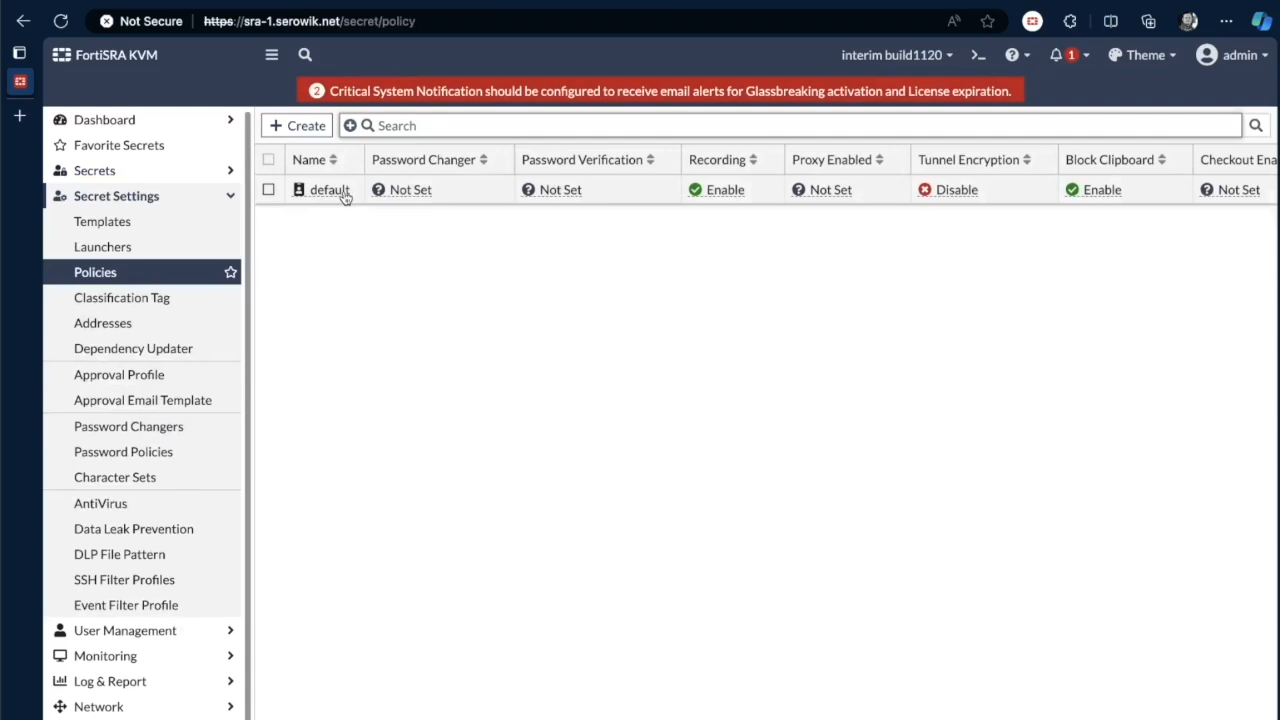 Not Secure https://sra-1.serowik.net/secret/policy
FortiSRA KVM
interim build1120
1
Theme
admin
2 Critical System Notification should be configured to receive email alerts for Glassbreaking activation and License expiration.
Dashboard
Favorite Secrets
Secrets
Secret Settings
Templates
Launchers
Policies
Classification Tag
Addresses
Dependency Updater
Approval Profile
Approval Email Template
Password Changers
Password Policies
Character Sets
AntiVirus
Data Leak Prevention
DLP File Pattern
SSH Filter Profiles
Event Filter Profile
User Management
Monitoring
Log & Report
Network
+ Create
Search
Name Password Changer Password Verification Recording Proxy Enabled Tunnel Encryption Block Clipboard Checkout Ena
default Not Set Not Set Enable Not Set Disable Enable Not Set